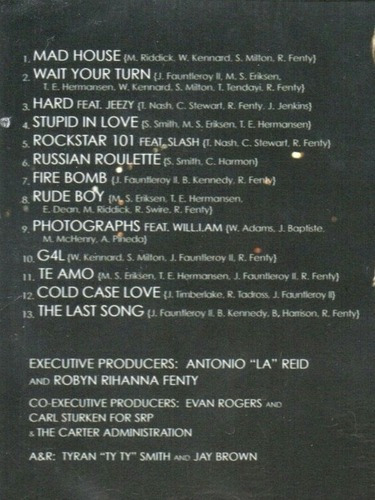 1. MAD HOUSE {M. Riddick, W. Kennard, S. Milton, R. Fenty}
2. WAIT YOUR TURN {J. Fauntleroy II, M. S. Eriksen,
T. E. Hermansen, W. Kennard, S. Milton, T. Tendayi, R. Fenty}
3. HARD FEAT. JEEZY {T. Nash, C. Stewart, R. Fenty, J. Jenkins}
4. STUPID IN LOVE {S. Smith, M. S. Eriksen, T. E. Hermansen}
5. ROCKSTAR 101 FEAT. SLASH {T. Nash, C. Stewart, R. Fenty}
6. RUSSIAN ROULETTE {S. Smith, C. Harmon}
7. FIRE BOMB {J. Fauntleroy II, B. Kennedy, R. Fenty}
8. RUDE BOY {M. S. Eriksen, T. E. Hermansen,
E. Dean, M. Riddick, R. Swire, R. Fenty}
9. PHOTOGRAPHS FEAT. WILL.I.AM {W. Adams, J. Baptiste,
M. McHenry, A. Pineda}
10. G4L {W. Kennard, S. Milton, J. Fauntleroy II, R. Fenty}
11. TE AMO {M. S. Eriksen, T. E. Hermansen, J. Fauntleroy II, R. Fenty}
12. COLD CASE LOVE {J. Timberlake, R. Tadross, J. Fauntleroy II}
13. THE LAST SONG {J. Fauntleroy II, B. Kennedy, B. Harrison, R. Fenty}
EXECUTIVE PRODUCERS: ANTONIO "LA" REID
AND ROBYN RIHANNA FENTY
CO-EXECUTIVE PRODUCERS: EVAN ROGERS AND
CARL STURKEN FOR SRP
& THE CARTER ADMINISTRATION
A&R: TYRAN "TY TY" SMITH AND JAY BROWN